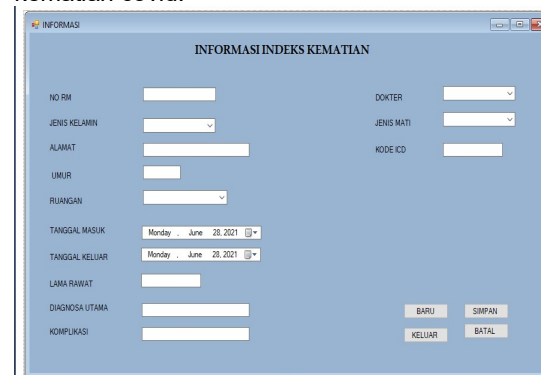 INFORMASI
INFORMASI INDEKS KEMATIAN
NO RM
DOKTER
JENIS KELAMIN
JENIS MATI
ALAMAT
KODE ICD
UMUR
RUANGAN
TANGGAL MASUK
Monday , June 28, 2021
TANGGAL KELUAR
Monday , June 28, 2021
LAMA RAWAT
DIAGNOSA UTAMA
BARU
SIMPAN
KOMPLIKASI
KELUAR
BATAL